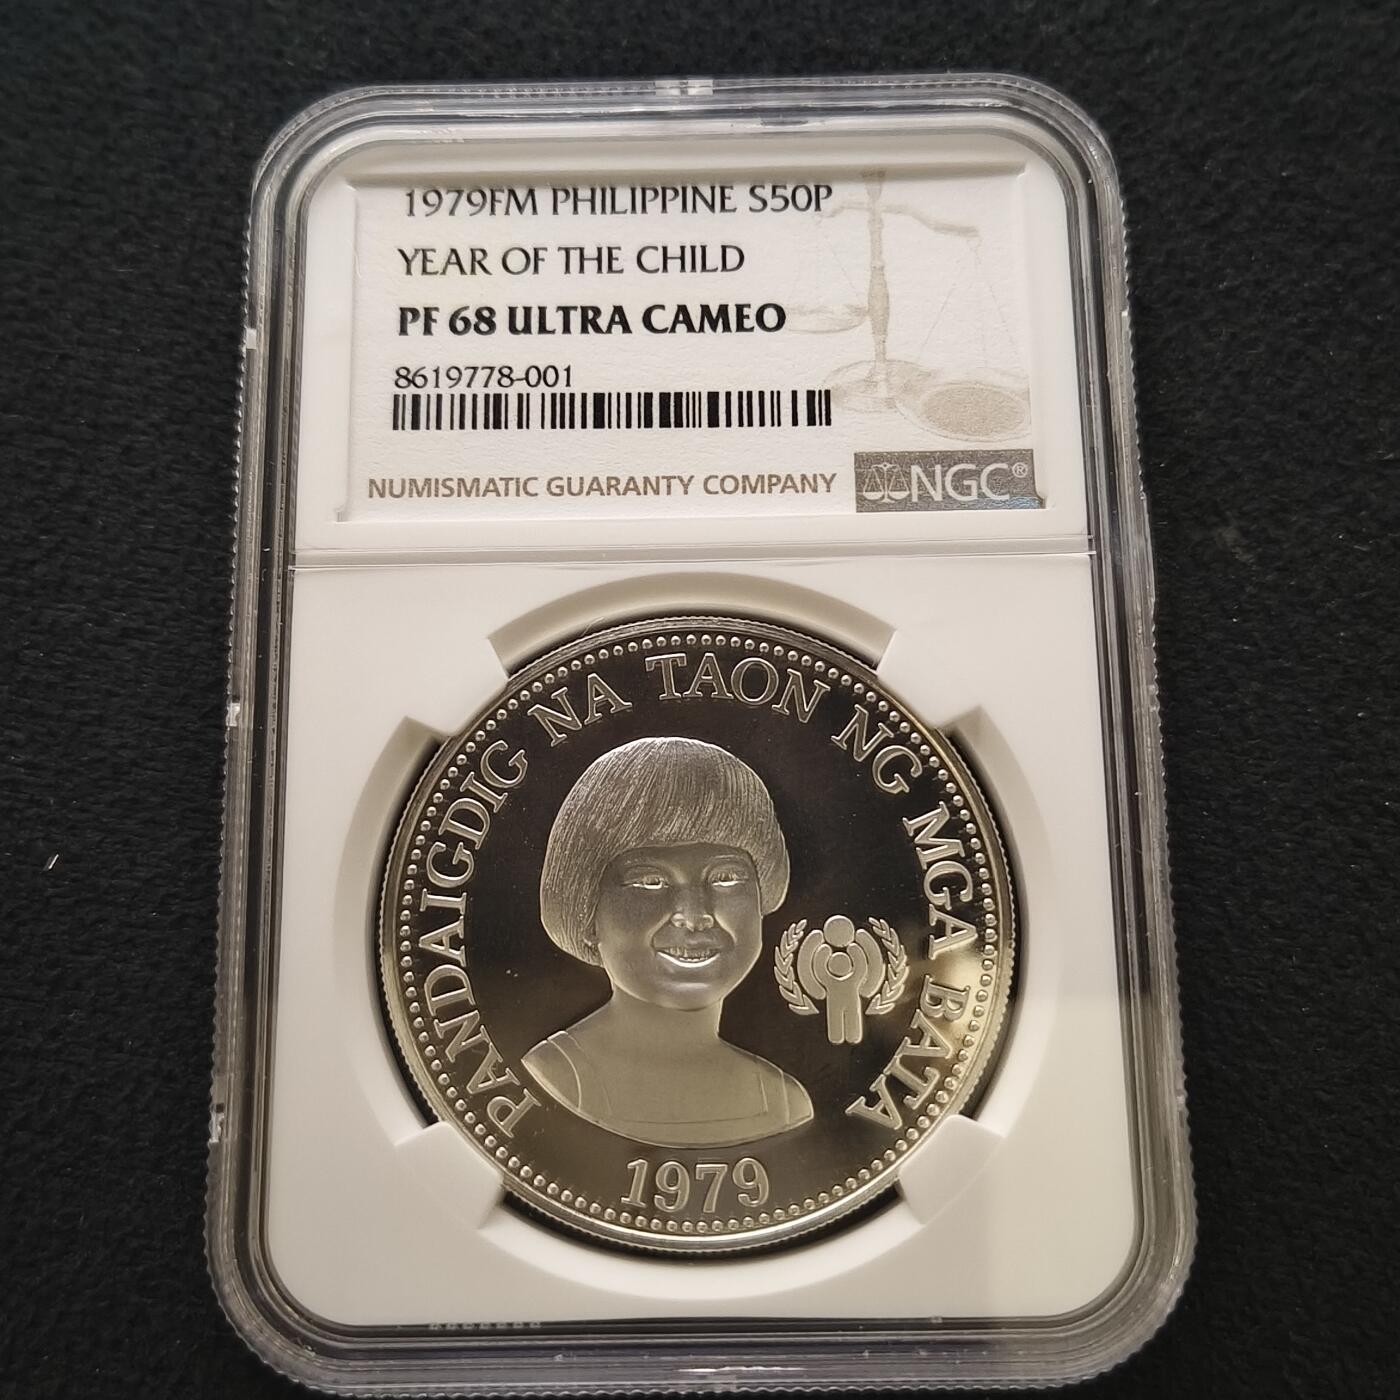 1979FM PHILIPPINE S50P
YEAR OF THE CHILD
PF 68 ULTRA CAMEO
8619778-001
NUMISMATIC GUARANTY COMPANY
NGC®
PANDAIGDIG NA TAON NG MGA BATA
1979